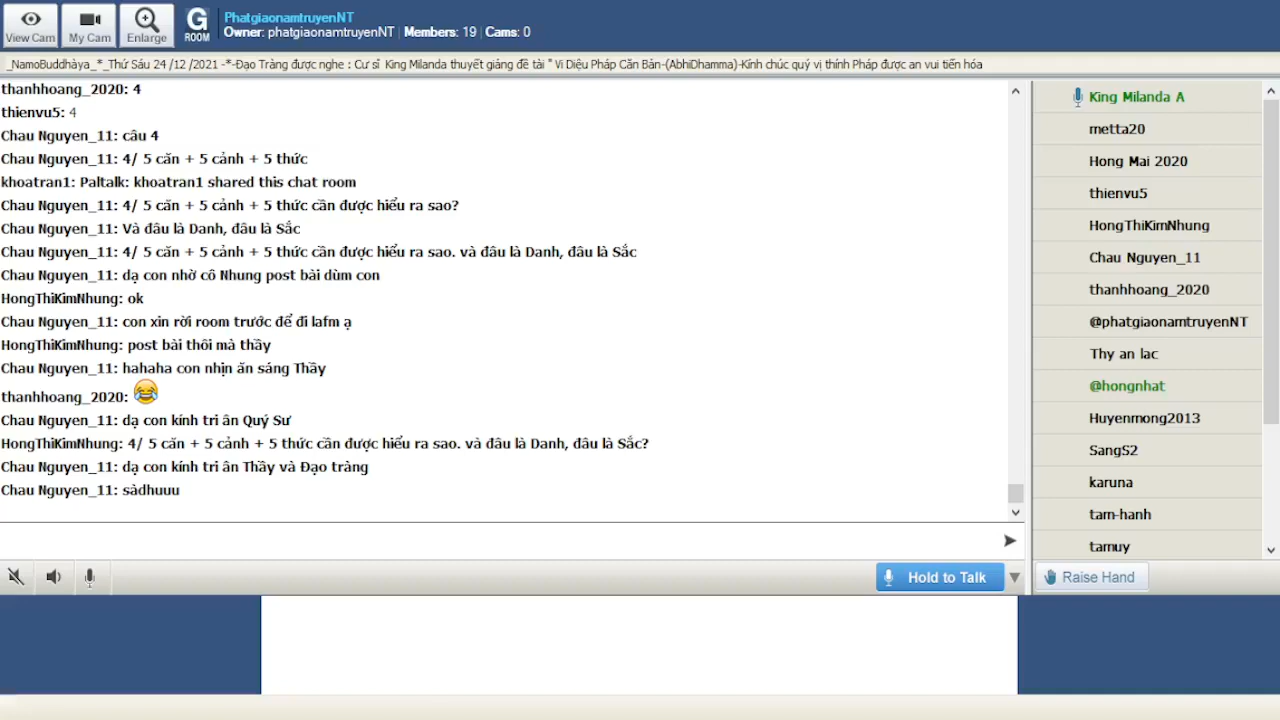 View Cam
My Cam
Enlarge
G
ROOM
PhatgiaonamtruyenNT
Owner: phatgiaonamtruyenNT | Members: 19 | Cams: 0
_NamoBuddhàya_*_Thứ Sáu 24 /12 /2021 -*-Đạo Tràng được nghe : Cư sĩ King Milanda thuyết giảng đề tài " Vi Diệu Pháp Căn Bản-(AbhiDhamma)-Kính chúc quý vị thính Pháp được an vui tiến hóa
thanhhoang_2020: 4
thienvu5: 4
Chau Nguyen_11: câu 4
Chau Nguyen_11: 4/ 5 căn + 5 cảnh + 5 thức
khoatran1: Paltalk: khoatran1 shared this chat room
Chau Nguyen_11: 4/ 5 căn + 5 cảnh + 5 thức cần được hiểu ra sao?
Chau Nguyen_11: Và đâu là Danh, đâu là Sắc
Chau Nguyen_11: 4/ 5 căn + 5 cảnh + 5 thức cần được hiểu ra sao. và đâu là Danh, đâu là Sắc
Chau Nguyen_11: dạ con nhờ cô Nhung post bài dùm con
HongThiKimNhung: ok
Chau Nguyen_11: con xin rời room trước để đi lafm ạ
HongThiKimNhung: post bài thôi mà thầy
Chau Nguyen_11: hahaha con nhịn ăn sáng Thầy
thanhhoang_2020: 😂
Chau Nguyen_11: dạ con kính tri ân Quý Sư
HongThiKimNhung: 4/ 5 căn + 5 cảnh + 5 thức cần được hiểu ra sao. và đâu là Danh, đâu là Sắc?
Chau Nguyen_11: dạ con kính tri ân Thầy và Đạo tràng
Chau Nguyen_11: sàdhuuu
King Milanda A
metta20
Hong Mai 2020
thienvu5
HongThiKimNhung
Chau Nguyen_11
thanhhoang_2020
@phatgiaonamtruyenNT
Thy an lac
@hongnhat
Huyenmong2013
SangS2
karuna
tam-hanh
tamuy
Hold to Talk
Raise Hand